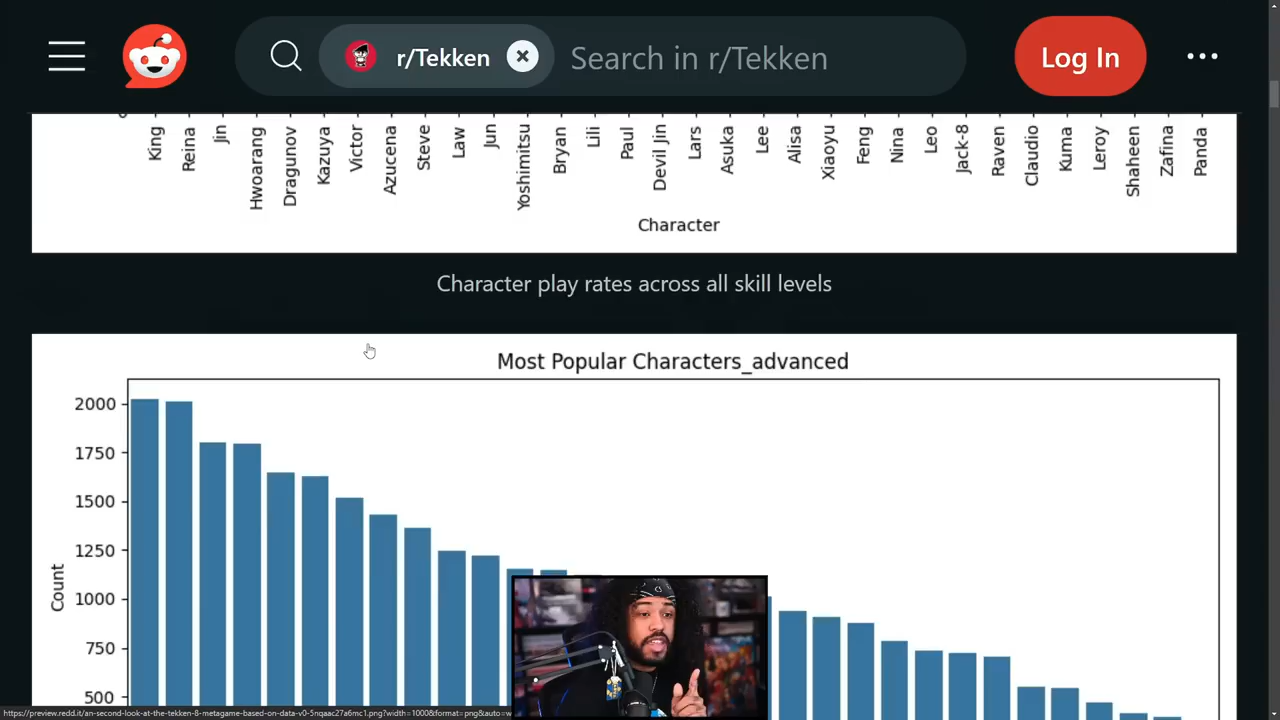 r/Tekken
Search in r/Tekken
Log In
King
Reina
Jin
Hwoarang
Dragunov
Kazuya
Victor
Azucena
Steve
Law
Jun
Yoshimitsu
Bryan
Lili
Paul
Devil Jin
Lars
Asuka
Lee
Alisa
Xiaoyu
Feng
Nina
Leo
Jack-8
Raven
Claudio
Kuma
Leroy
Shaheen
Zafina
Panda
Character
Character play rates across all skill levels
Most Popular Characters_advanced
2000
1750
1500
1250
1000
750
500
Count